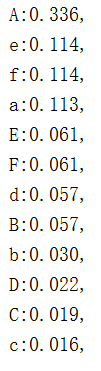 A:0.336,
e:0.114,
f:0.114,
a:0.113,
E:0.061,
F:0.061,
d:0.057,
B:0.057,
b:0.030,
D:0.022,
C:0.019,
c:0.016,